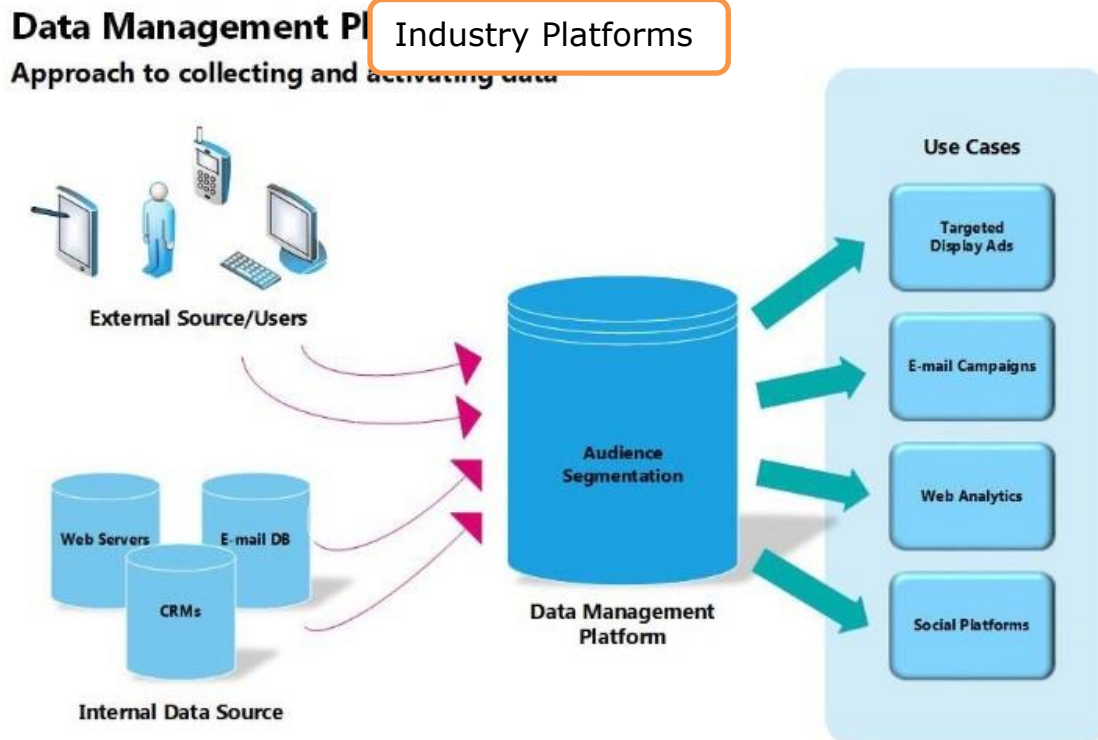 Data Management Pl
Industry Platforms
Approach to collecting and activating data
Use Cases
Targeted
Display Ads
External Source/Users
E-mail Campaigns
Audience
Segmentation
Web Analytics
Web Servers
E-mail DB
CRMs
Data Management
Platform
Social Platforms
Internal Data Source